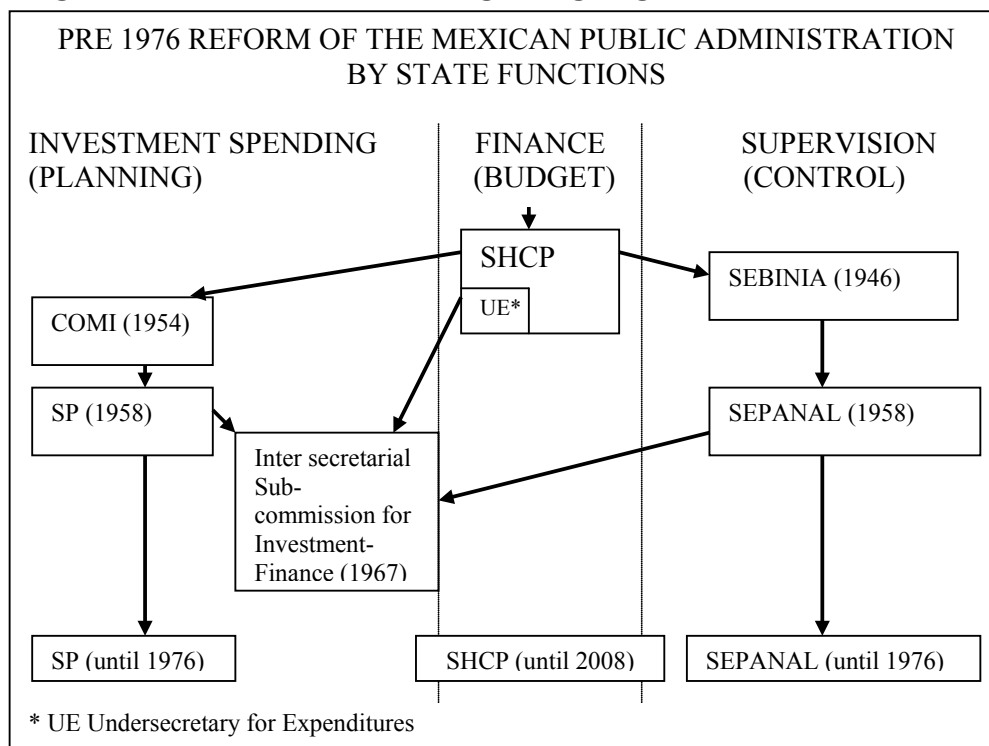 PRE 1976 REFORM OF THE MEXICAN PUBLIC ADMINISTRATION
BY STATE FUNCTIONS
INVESTMENT SPENDING
(PLANNING)
FINANCE
(BUDGET)
SUPERVISION
(CONTROL)
SHCP
UE*
SEBINIA (1946)
COMI (1954)
SP (1958)
SEPANAL (1958)
Inter secretarial
Sub-
commission for
Investment-
Finance (1967)
SP (until 1976)
SHCP (until 2008)
SEPANAL (until 1976)
* UE Undersecretary for Expenditures